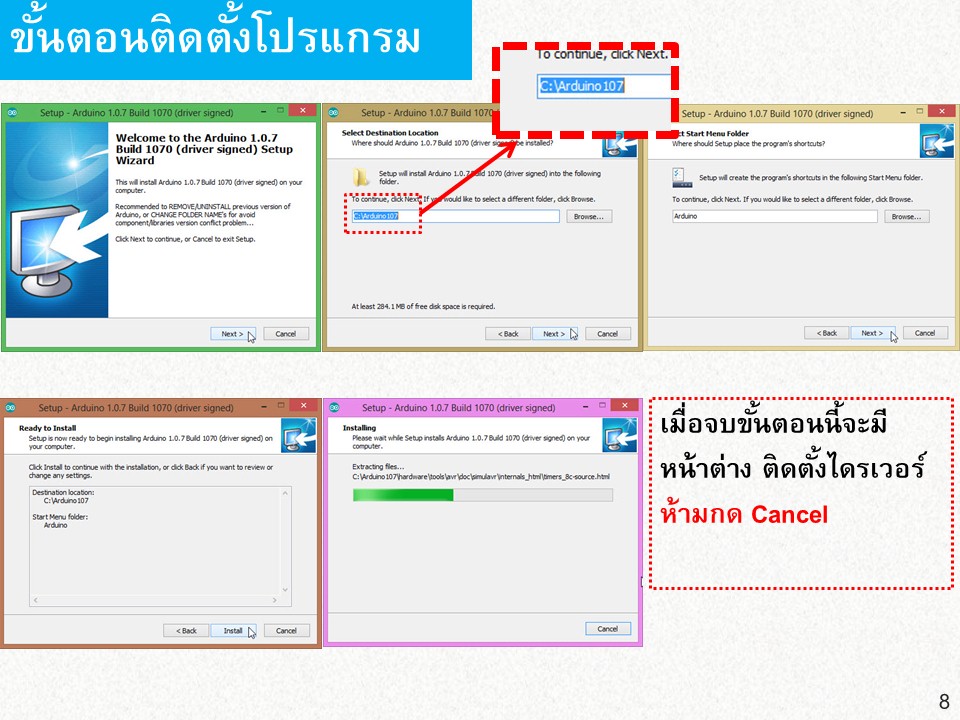 ขั้นตอนติดตั้งโปรแกรม
To continue, click Next.
C:\Arduino107
Setup - Arduino 1.0.7 Build 1070 (driver signed)
Welcome to the Arduino 1.0.7
Build 1070 (driver signed) Setup
Wizard
This will install Arduino 1.0.7 Build 1070 (driver signed) on your
computer.
Recommended to REMOVE/UNINSTALL previous version of
Arduino, or CHANGE FOLDER NAME's for avoid
component/libraries version conflict problem...
Click Next to continue, or Cancel to exit Setup.
Next >
Cancel
Setup - Arduino 1.0.7 Build 107
Select Destination Location
Where should Arduino 1.0.7 Build 1070 (driver signed) be installed?
Setup will install Arduino 1.0.7 Build 1070 (driver signed) into the following
folder.
To continue, click Next. If you would like to select a different folder, click Browse.
C:\Arduino107
Browse...
At least 284.1 MB of free disk space is required.
< Back
Next >
Cancel
Setup - Arduino 1.0.7 Build 1070 (driver signed)
ct Start Menu Folder
Where should Setup place the program's shortcuts?
Setup will create the program's shortcuts in the following Start Menu folder.
To continue, click Next. If you would like to select a different folder, click Browse.
Arduino
Browse...
< Back
Next >
Cancel
Setup - Arduino 1.0.7 Build 1070 (driver signed)
Ready to Install
Setup is now ready to begin installing Arduino 1.0.7 Build 1070 (driver signed) on
your computer.
Click Install to continue with the installation, or click Back if you want to review or
change any settings.
Destination location:
C:\Arduino107
Start Menu folder:
Arduino
< Back
Install
Cancel
Setup - Arduino 1.0.7 Build 1070 (driver signed)
Installing
Please wait while Setup installs Arduino 1.0.7 Build 1070 (driver signed) on your
computer.
Extracting files...
C:\Arduino107\hardware\tools\avr\doc\simulavr\internals_html\timers_8c-source.html
Cancel
เมื่อจบขั้นตอนนี้จะมี
หน้าต่าง ติดตั้งไดรเวอร์
ห้ามกด Cancel
8